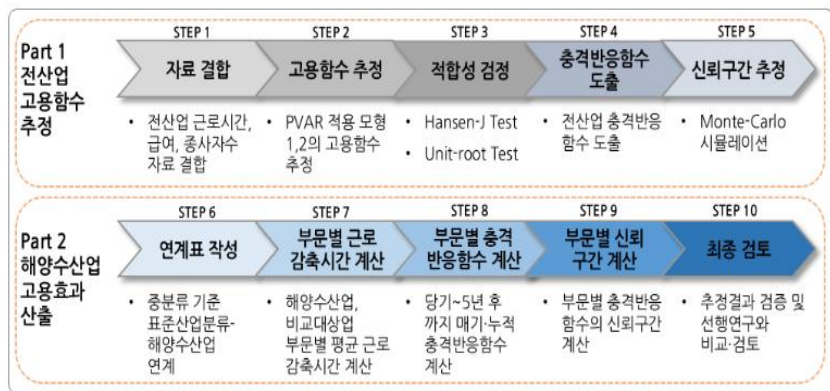 Part 1
전산업
고용함수
추정
STEP 1
자료 결합
• 전산업 근로시간,
급여, 종사자수
자료 결합
STEP 2
고용함수 추정
• PVAR 적용 모형
1,2의 고용함수
추정
STEP 3
적합성 검정
• Hansen-J Test
• Unit-root Test
STEP 4
충격반응함수
도출
• 전산업 충격반응
함수 도출
STEP 5
신뢰구간 추정
• Monte-Carlo
시뮬레이션
Part 2
해양수산업
고용효과
산출
STEP 6
연계표 작성
• 중분류 기준
표준산업분류-
해양수산업
연계
STEP 7
부문별 근로
감축시간 계산
• 해양수산업,
비교대상업
부문별 평균 근로
감축시간 계산
STEP 8
부문별 충격
반응함수 계산
• 당기~5년 후
까지 매기·누적
충격반응함수
계산
STEP 9
부문별 신뢰
구간 계산
• 부문별 충격반응
함수의 신뢰구간
계산
STEP 10
최종 검토
• 추정결과 검증 및
선행연구와
비교·검토